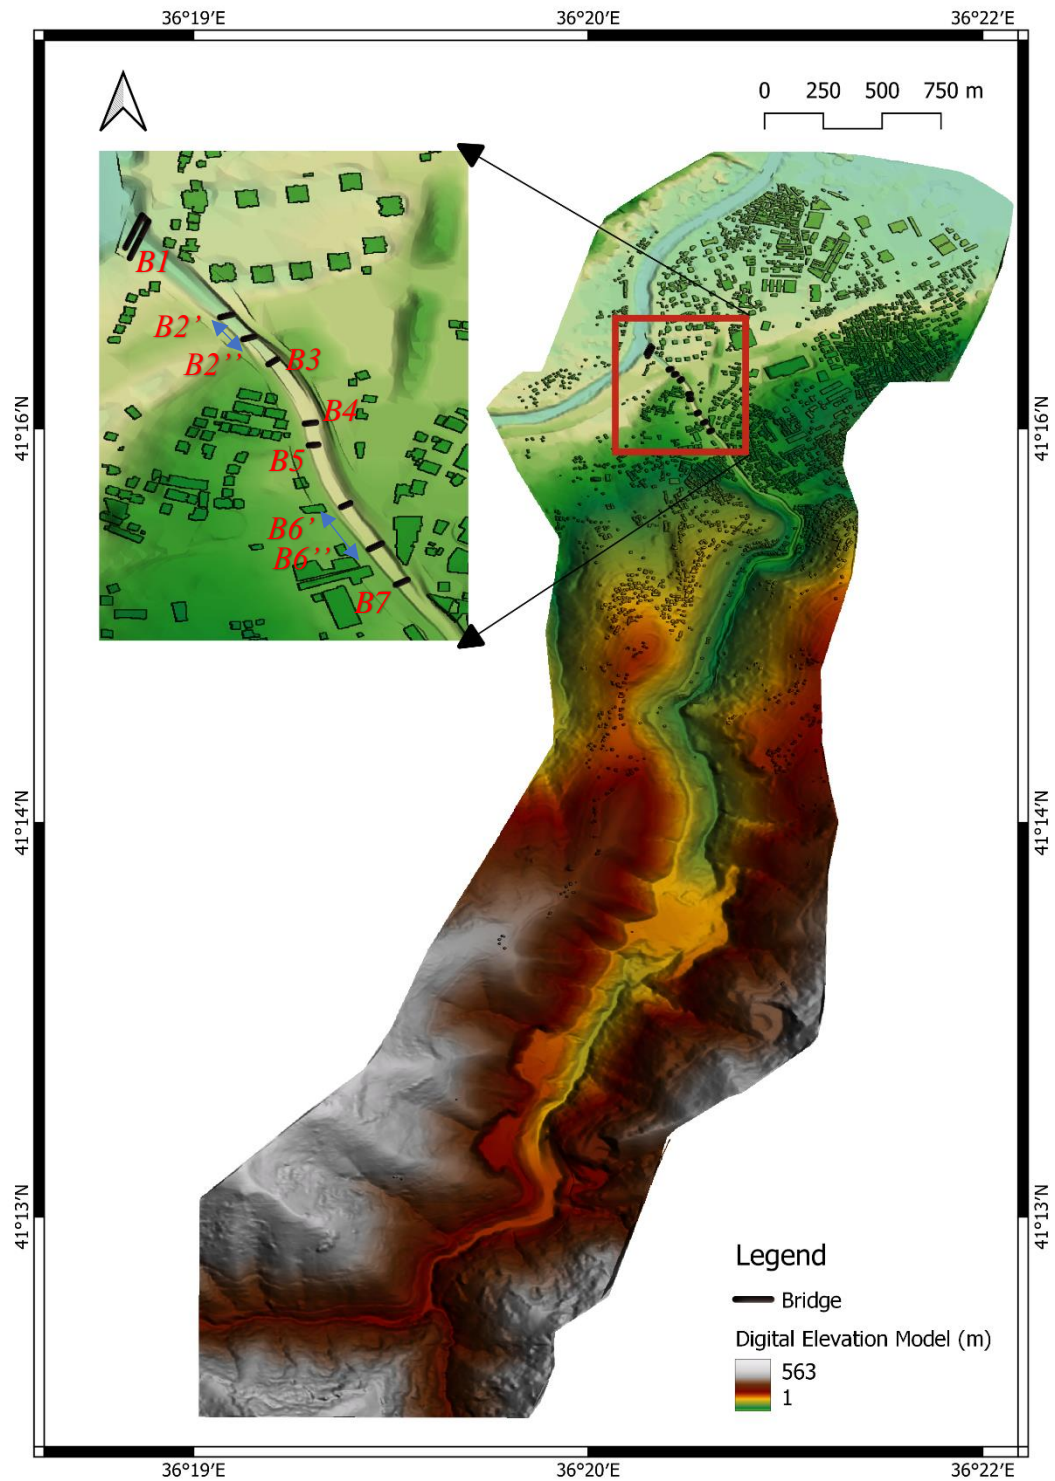 36°19′N
36°20′N
36°22′N
0 250 500 750 m
B1
B2'
B2''
B3
B4
B5
B6'
B6''
B7
41°16′N
41°16′N
41°14′N
41°14′N
41°13′N
41°13′N
Legend
Bridge
Digital Elevation Model (m)
563
1
36°19′N
36°20′N
36°22′N